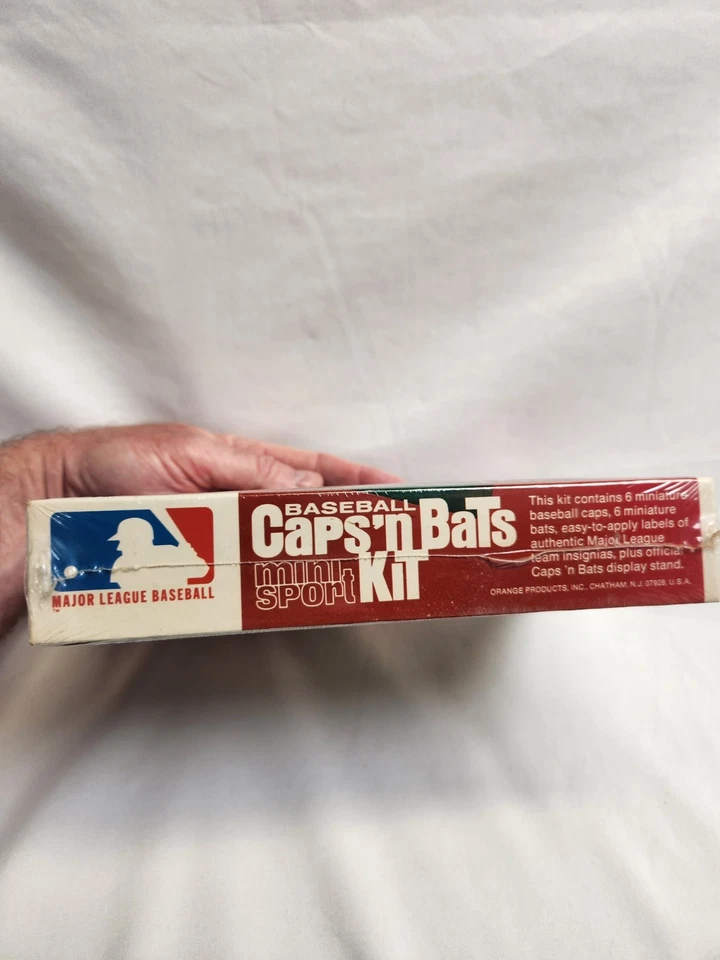 MAJOR LEAGUE BASEBALL
TM
BASEBALL
Caps'n BaTs
mini
sport
KiT
This kit contains 6 miniature
baseball caps, 6 miniature
bats, easy-to-apply labels of
authentic Major League
team insignias, plus official
Caps 'n Bats display stand.
ORANGE PRODUCTS, INC., CHATHAM, N.J. 07928, U.S.A.